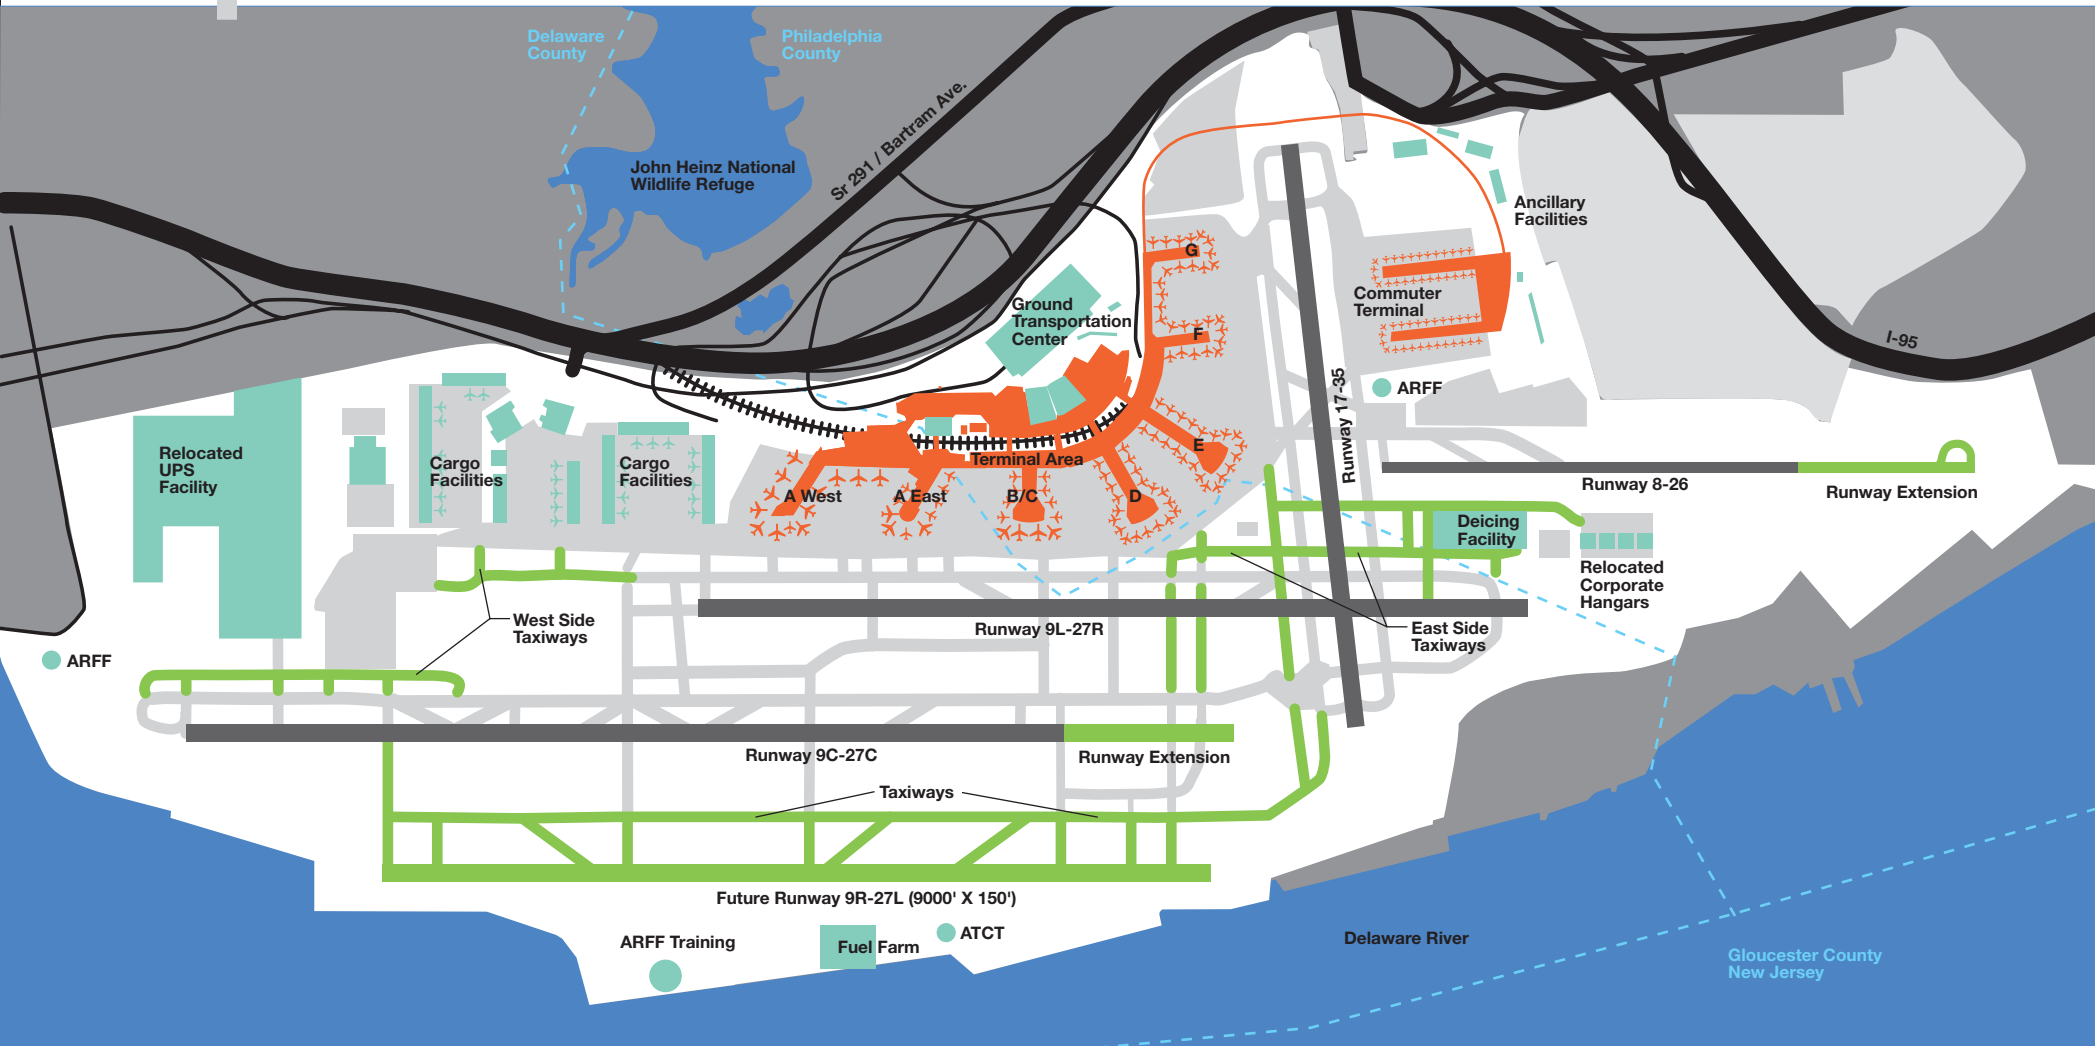 Delaware
County
Philadelphia
County
Sr 291 / Bartram Ave.
John Heinz National
Wildlife Refuge
Ancillary
Facilities
G
Ground
Transportation
Center
F
Commuter
Terminal
I-95
Runway 17-35
ARFF
Relocated
UPS
Facility
Cargo
Facilities
Cargo
Facilities
Terminal Area
E
A West
A East
B/C
D
Runway 8-26
Runway Extension
Deicing
Facility
Relocated
Corporate
Hangars
West Side
Taxiways
Runway 9L-27R
East Side
Taxiways
ARFF
Runway 9C-27C
Runway Extension
Taxiways
Future Runway 9R-27L (9000' X 150')
ARFF Training
Fuel Farm
ATCT
Delaware River
Gloucester County
New Jersey